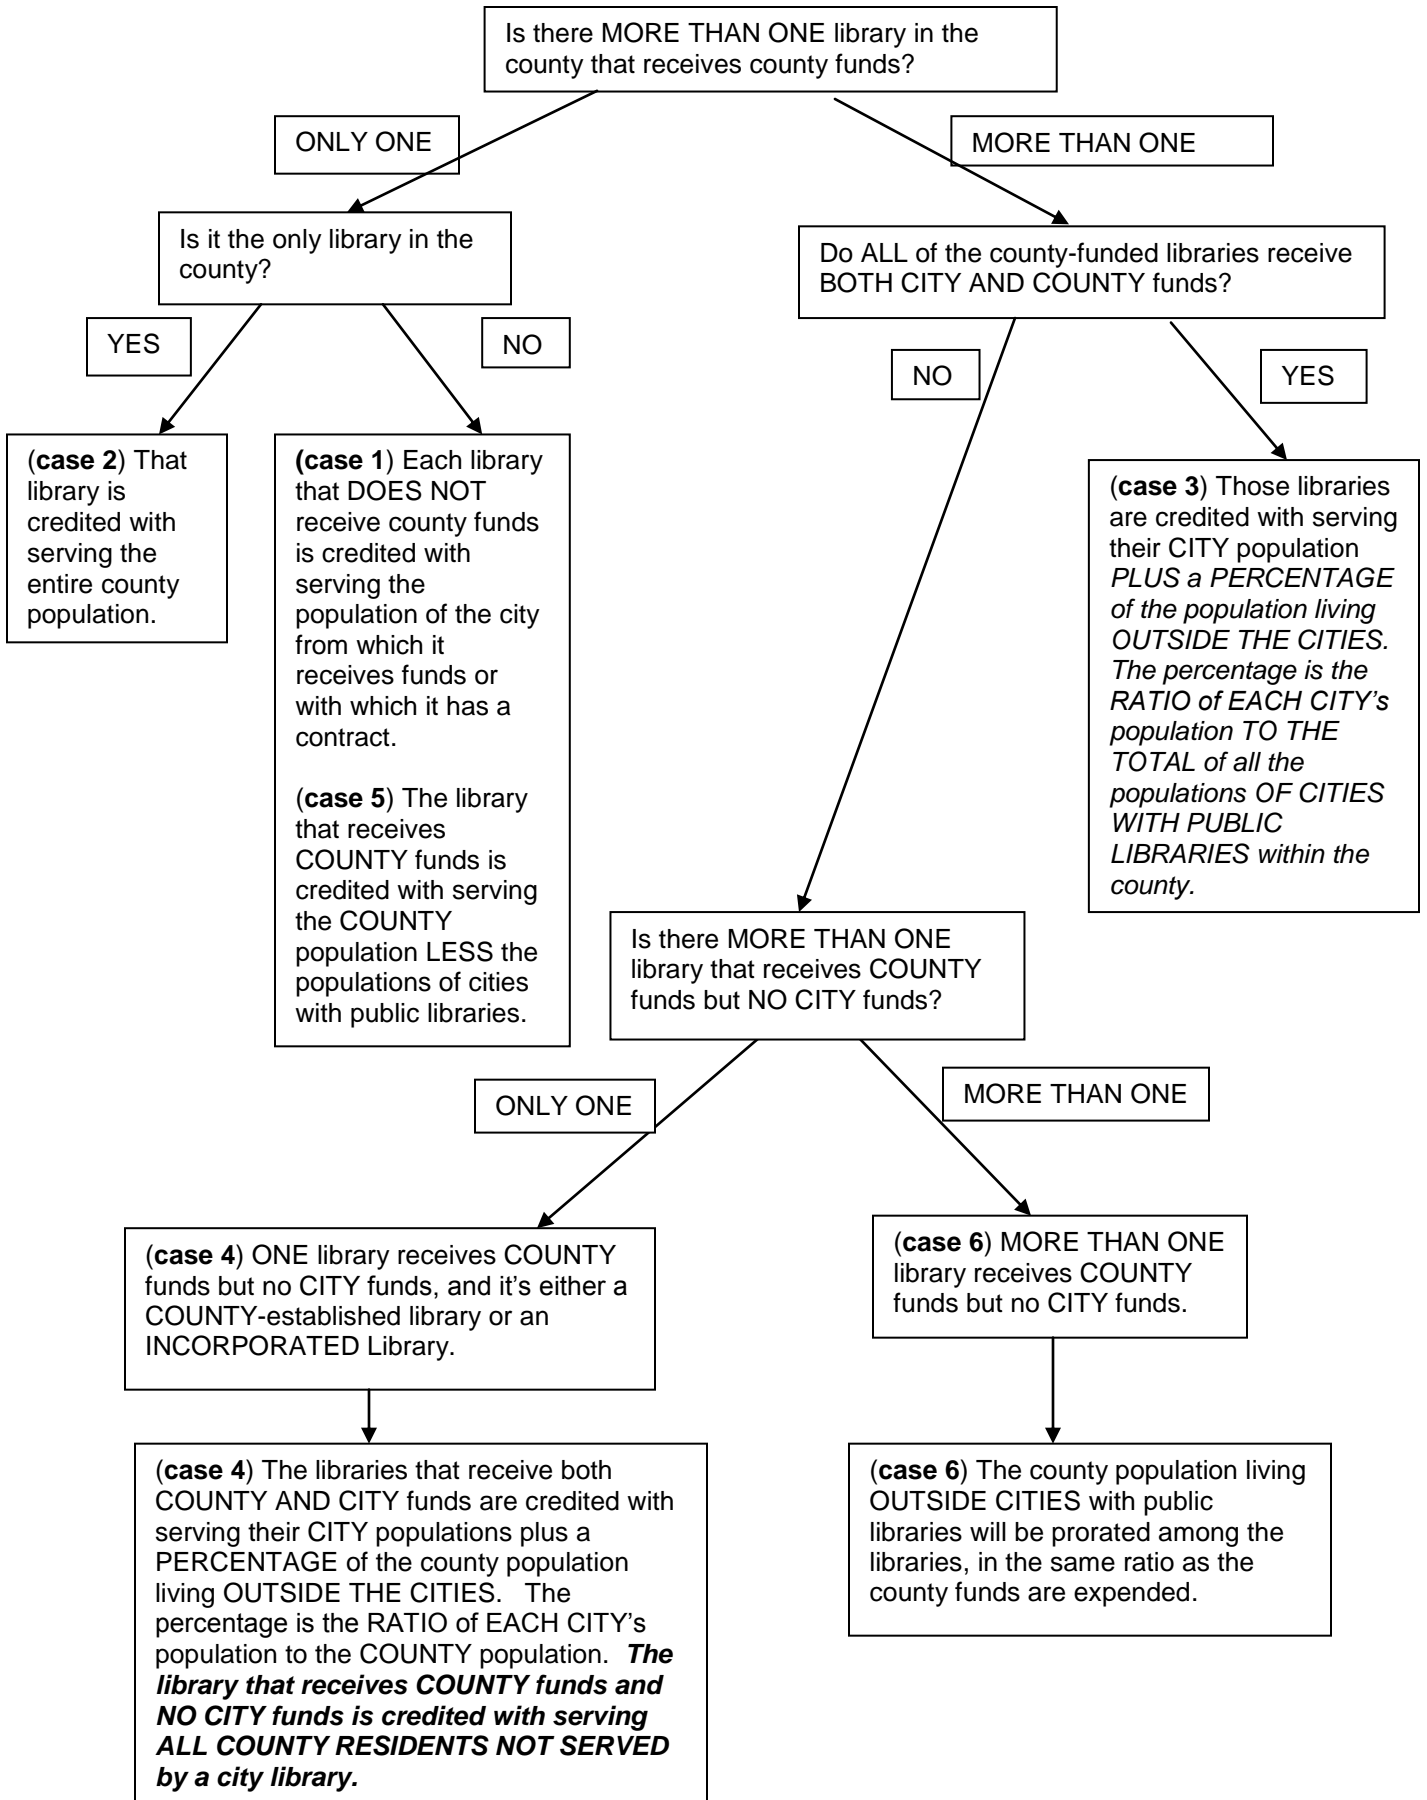 Is there MORE THAN ONE library in the
county that receives county funds?
ONLY ONE
MORE THAN ONE
Is it the only library in the
county?
Do ALL of the county-funded libraries receive
BOTH CITY AND COUNTY funds?
YES
NO
NO
YES
(case 2) That
library is
credited with
serving the
entire county
population.
(case 1) Each library
that DOES NOT
receive county funds
is credited with
serving the
population of the city
from which it
receives funds or
with which it has a
contract.
(case 5) The library
that receives
COUNTY funds is
credited with serving
the COUNTY
population LESS the
populations of cities
with public libraries.
(case 3) Those libraries
are credited with serving
their CITY population
PLUS a PERCENTAGE
of the population living
OUTSIDE THE CITIES.
The percentage is the
RATIO of EACH CITY's
population TO THE
TOTAL of all the
populations OF CITIES
WITH PUBLIC
LIBRARIES within the
county.
Is there MORE THAN ONE
library that receives COUNTY
funds but NO CITY funds?
ONLY ONE
MORE THAN ONE
(case 4) ONE library receives COUNTY
funds but no CITY funds, and it's either a
COUNTY-established library or an
INCORPORATED Library.
(case 6) MORE THAN ONE
library receives COUNTY
funds but no CITY funds.
(case 4) The libraries that receive both
COUNTY AND CITY funds are credited with
serving their CITY populations plus a
PERCENTAGE of the county population
living OUTSIDE THE CITIES. The
percentage is the RATIO of EACH CITY's
population to the COUNTY population. The
library that receives COUNTY funds and
NO CITY funds is credited with serving
ALL COUNTY RESIDENTS NOT SERVED
by a city library.
(case 6) The county population living
OUTSIDE CITIES with public
libraries will be prorated among the
libraries, in the same ratio as the
county funds are expended.